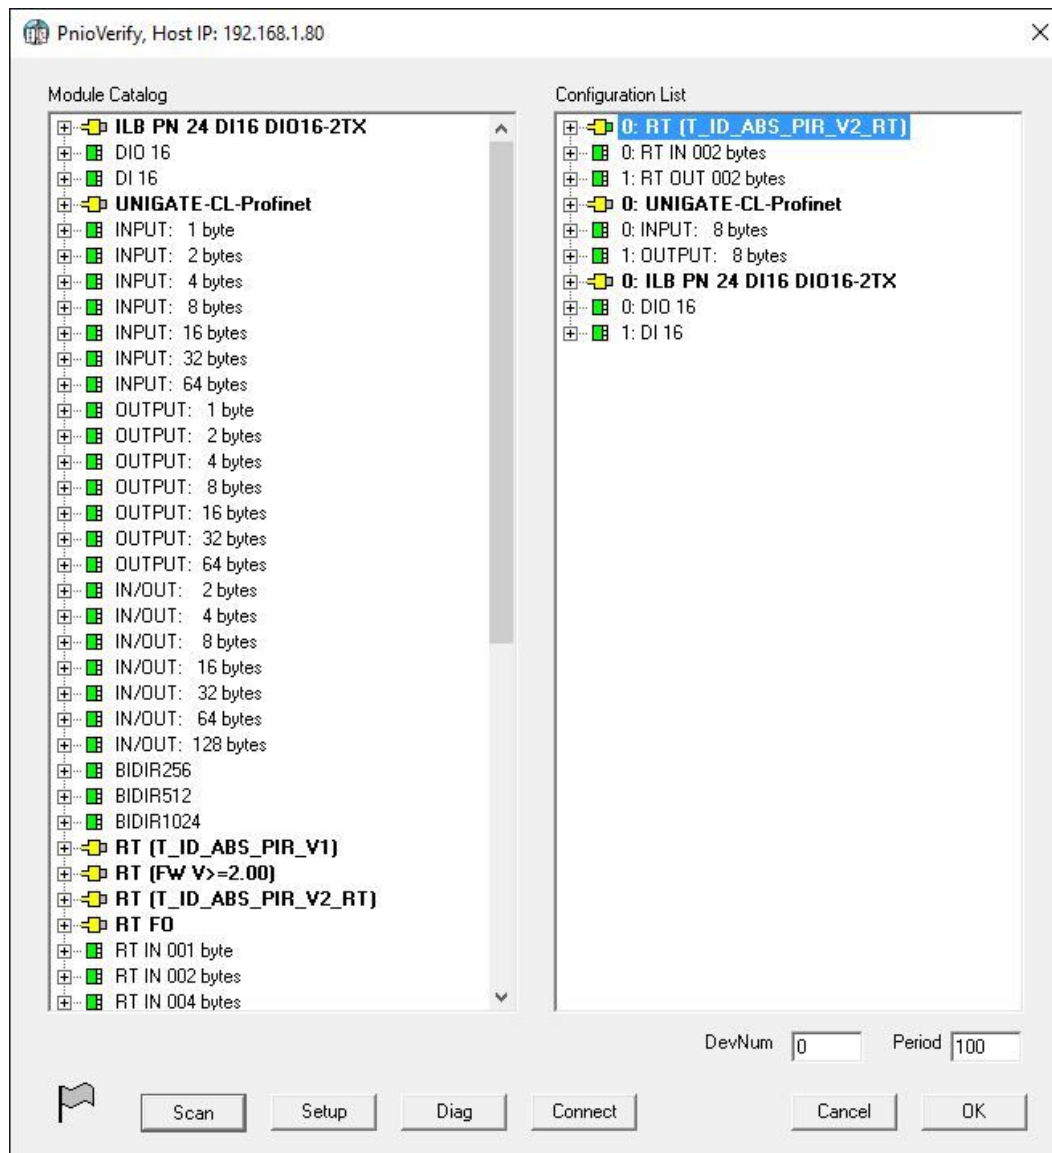 PnioVerify, Host IP: 192.168.1.80
Module Catalog
ILB PN 24 DI16 DIO16-2TX
DIO 16
DI 16
UNIGATE-CL-Profinet
INPUT: 1 byte
INPUT: 2 bytes
INPUT: 4 bytes
INPUT: 8 bytes
INPUT: 16 bytes
INPUT: 32 bytes
INPUT: 64 bytes
OUTPUT: 1 byte
OUTPUT: 2 bytes
OUTPUT: 4 bytes
OUTPUT: 8 bytes
OUTPUT: 16 bytes
OUTPUT: 32 bytes
OUTPUT: 64 bytes
IN/OUT: 2 bytes
IN/OUT: 4 bytes
IN/OUT: 8 bytes
IN/OUT: 16 bytes
IN/OUT: 32 bytes
IN/OUT: 64 bytes
IN/OUT: 128 bytes
BIDIR256
BIDIR512
BIDIR1024
RT (T_ID_ABS_PIR_V1)
RT (FW V>=2.00)
RT (T_ID_ABS_PIR_V2_RT)
RT FO
RT IN 001 byte
RT IN 002 bytes
RT IN 004 bytes
Configuration List
0: RT (T_ID_ABS_PIR_V2_RT)
0: RT IN 002 bytes
1: RT OUT 002 bytes
0: UNIGATE-CL-Profinet
0: INPUT: 8 bytes
1: OUTPUT: 8 bytes
0: ILB PN 24 DI16 DIO16-2TX
0: DIO 16
1: DI 16
DevNum 0 Period 100
Scan Setup Diag Connect Cancel OK